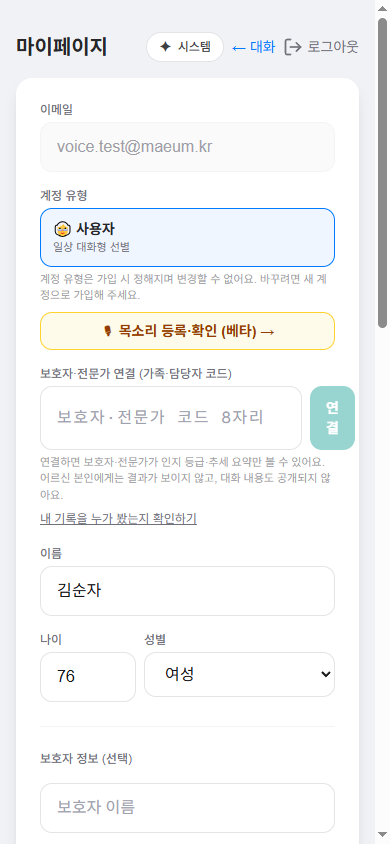 마이페이지
시스템
← 대화
로그아웃
이메일
voice.test@maeum.kr
계정 유형
사용자
일상 대화형 선별
계정 유형은 가입 시 정해지며 변경할 수 없어요. 바꾸려면 새 계
정으로 가입해 주세요.
목소리 등록·확인 (베타) →
보호자·전문가 연결 (가족·담당자 코드)
보호자·전문가 코드 8자리
연
결
연결하면 보호자·전문가가 인지 등급·추세 요약만 볼 수 있어요.
어르신 본인에게는 결과가 보이지 않고, 대화 내용도 공개되지 않
아요.
내 기록을 누가 봤는지 확인하기
이름
김순자
나이
성별
76
여성
보호자 정보 (선택)
보호자 이름